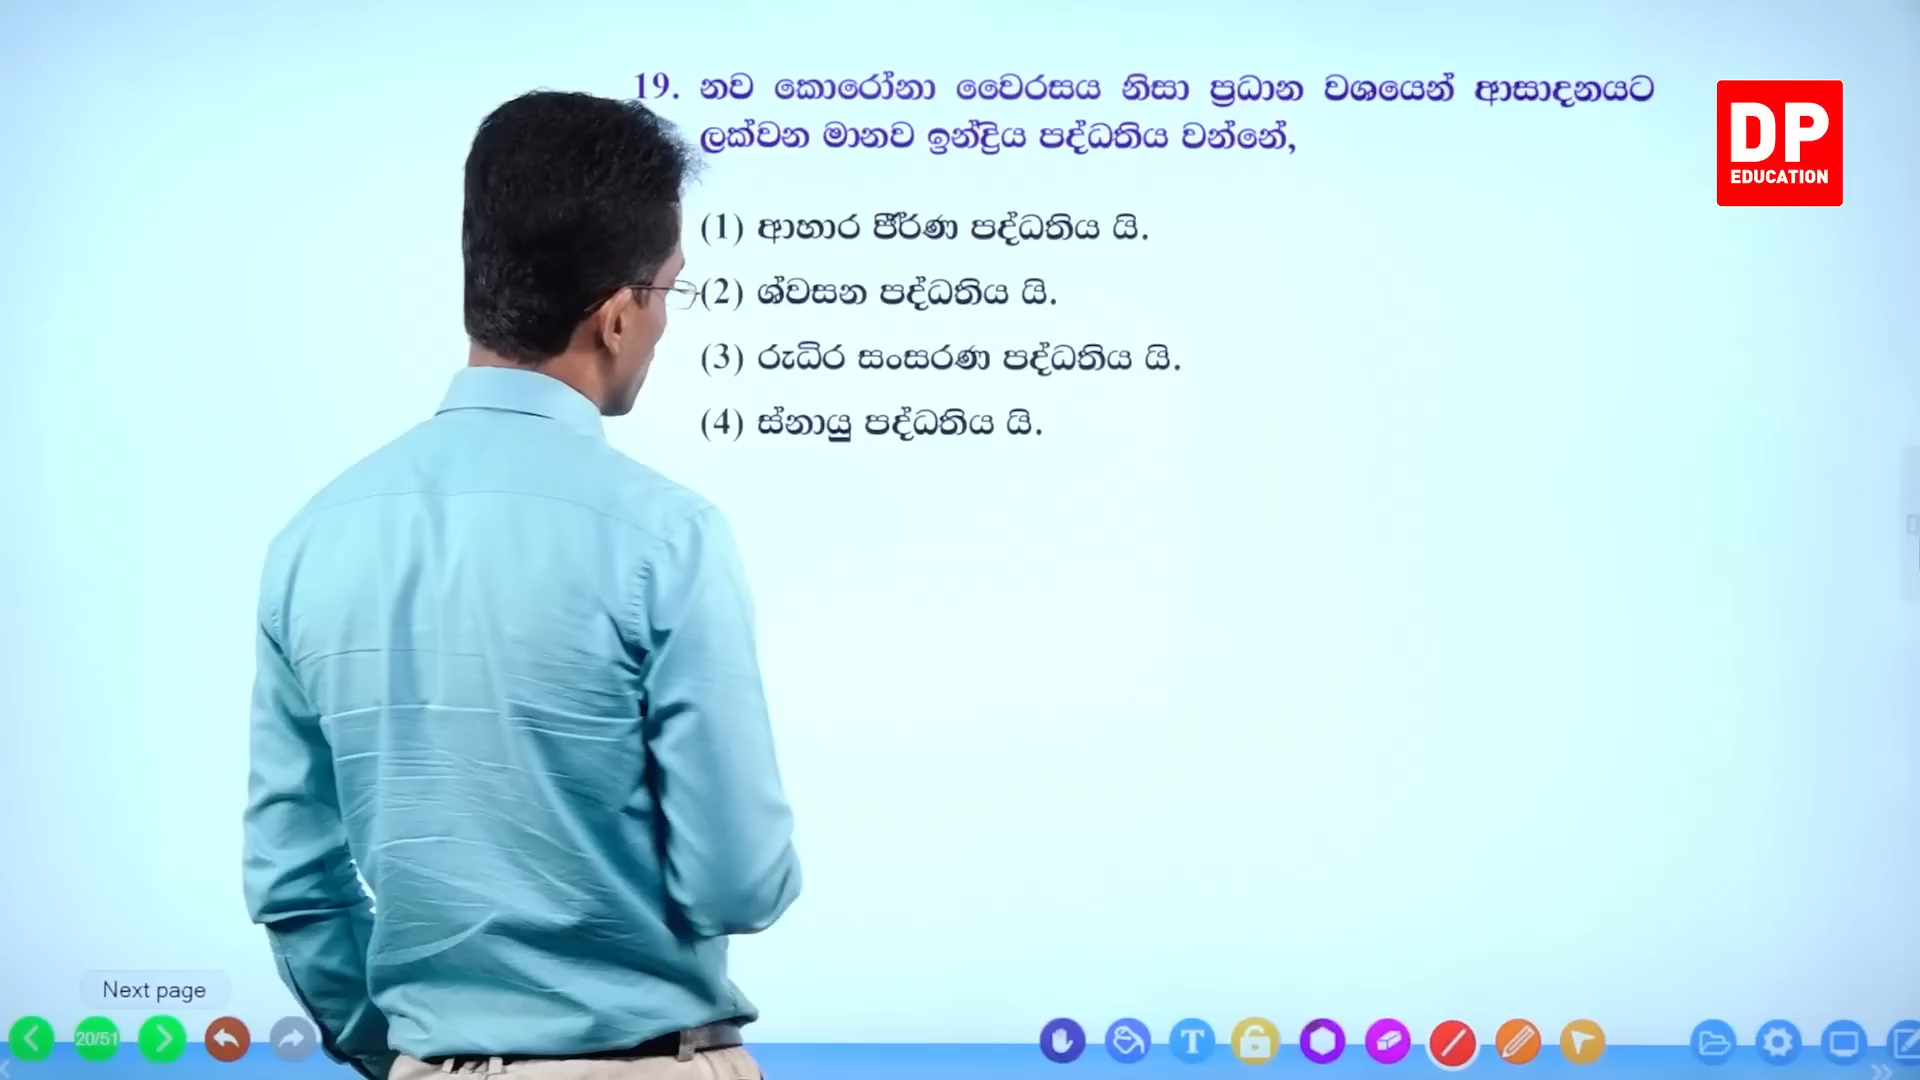 19. නව කොරෝනා වෛරසය නිසා ප්‍රධාන වශයෙන් ආසාදනයට
ලක්වන මානව ඉන්ද්‍රිය පද්ධතිය වන්නේ,
DP
EDUCATION
(1) ආහාර ජීර්ණ පද්ධතිය යි.
(2) ශ්වසන පද්ධතිය යි.
(3) රුධිර සංසරණ පද්ධතිය යි.
(4) ස්නායු පද්ධතිය යි.
Next page
20/51
T